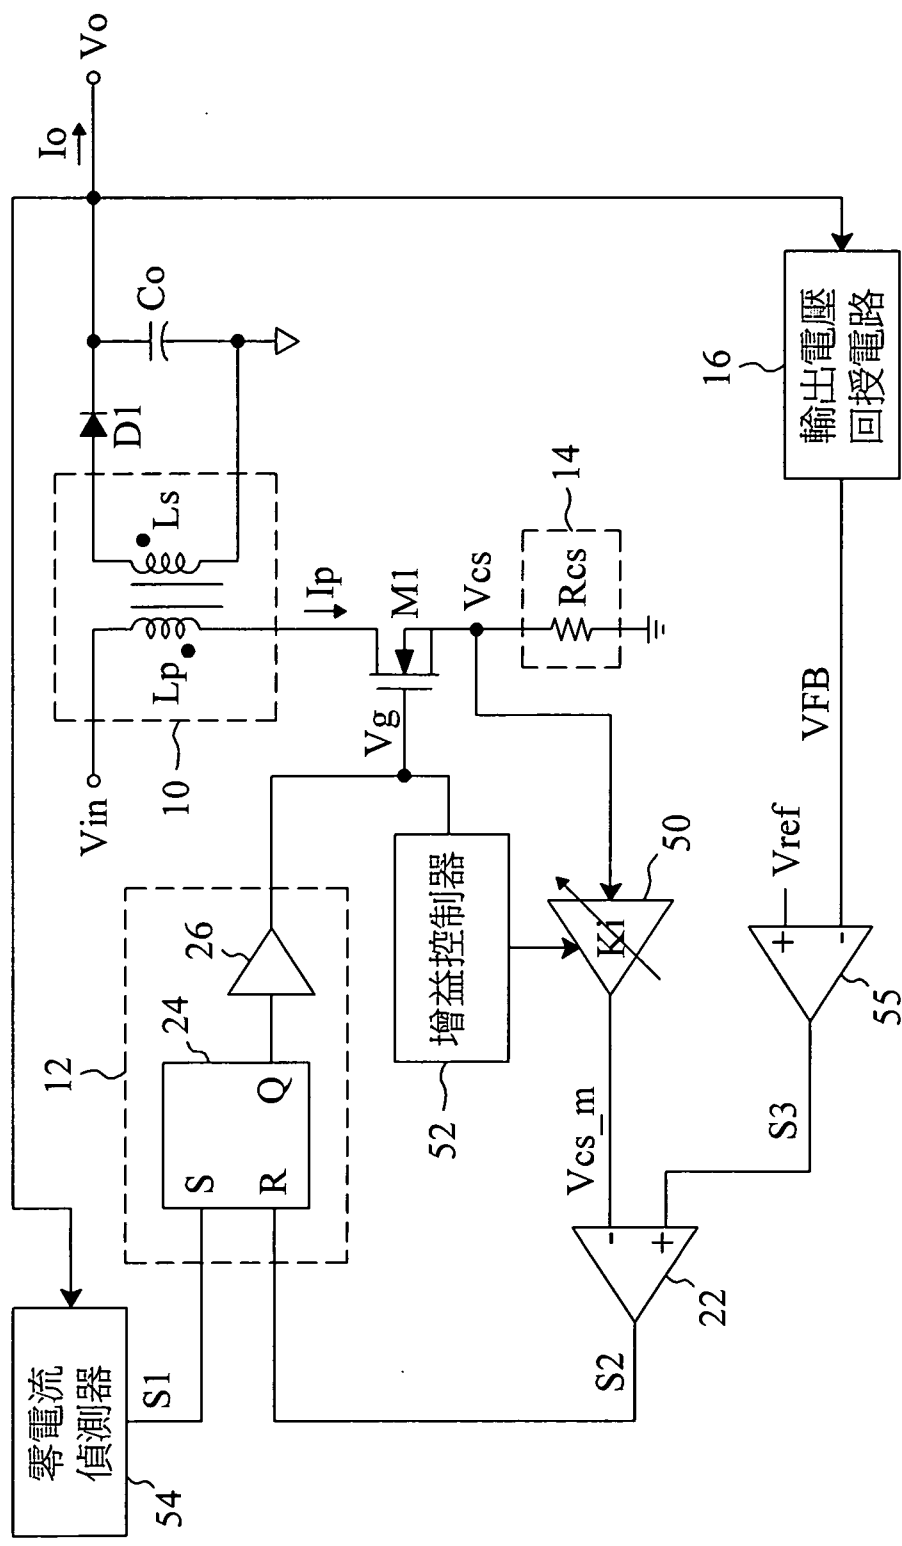 零電流
偵測器
54
S1
12
24
S
R
Q
26
Vin
10
Lp
Ls
D1
Co
Io
Vo
Ip
Vg
M1
Vcs
14
Rcs
增益控制器
52
Ki
50
Vcs_m
S2
-
+
22
S3
+
-
55
Vref
VFB
16
輸出電壓
回授電路